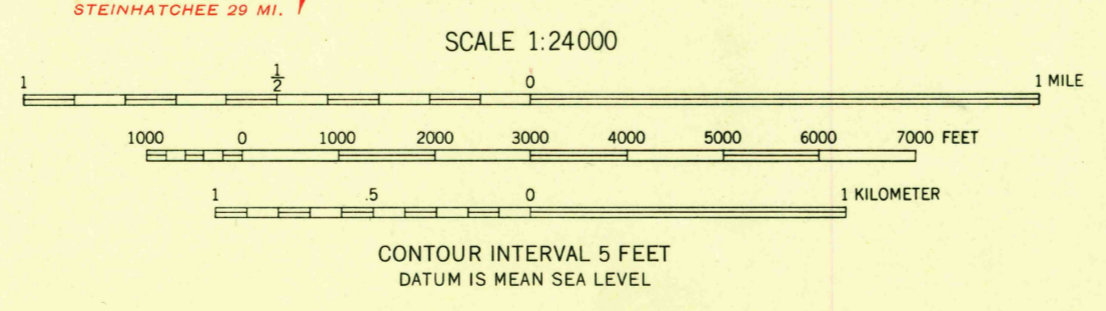 STEINHATCHEE 29 MI.
SCALE 1:24000
1 1/2 0 1 MILE
1000 0 1000 2000 3000 4000 5000 6000 7000 FEET
1 .5 0 1 KILOMETER
CONTOUR INTERVAL 5 FEET
DATUM IS MEAN SEA LEVEL